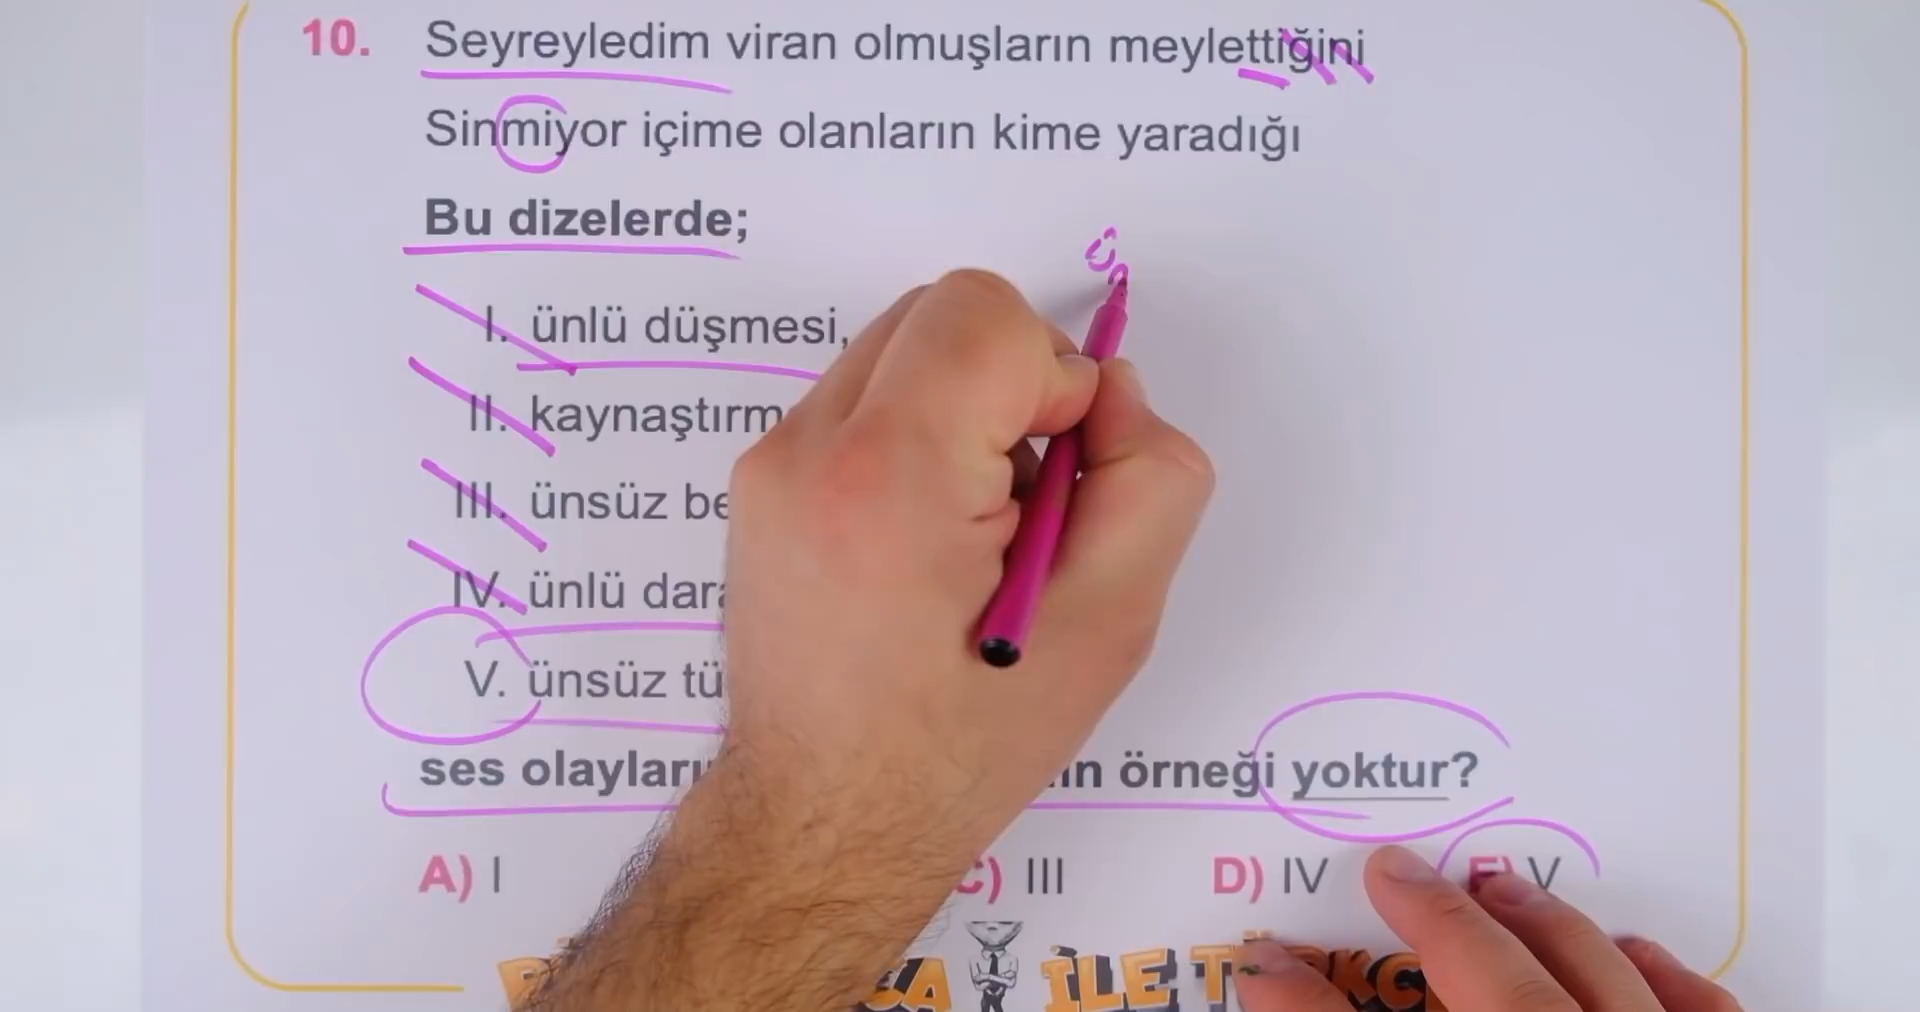 10. Seyreyledim viran olmuşların meylettiğini
Sinmiyor içime olanların kime yaradığı
Bu dizelerde;
I. ünlü düşmesi,
II. kaynaştırm
III. ünsüz be
IV. ünlü dar
V. ünsüz tü
ses olayları örneği yoktur?
A) I C) III D) IV E) V
İLE